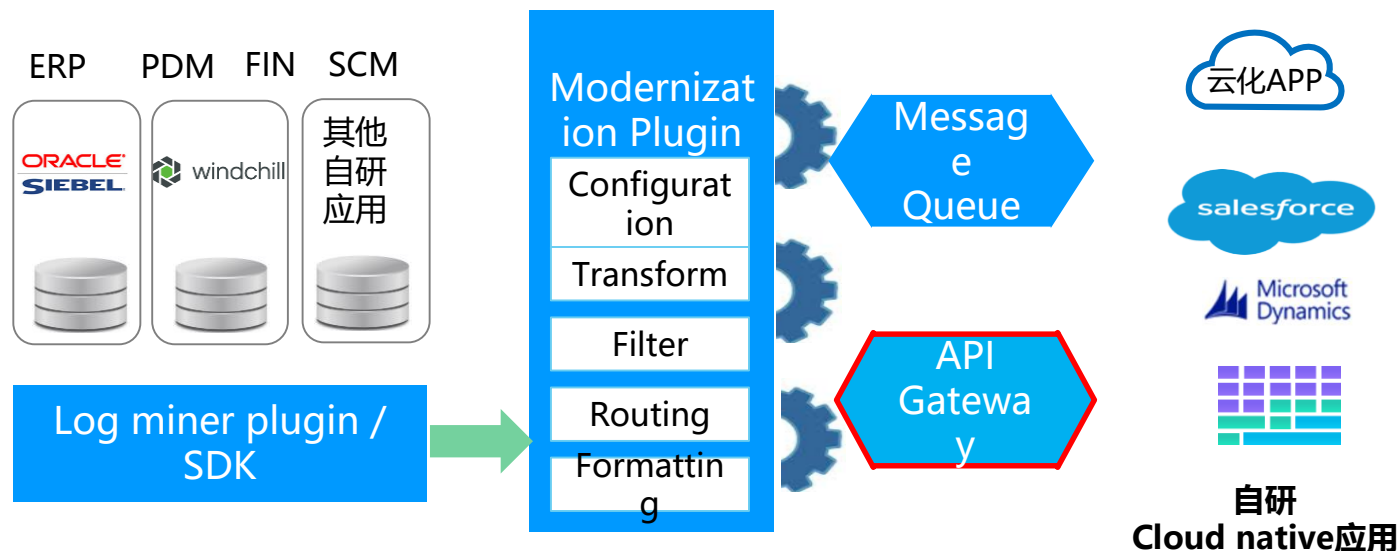 ERP PDM FIN SCM
ORACLE
SIEBEL
windchill
其他
自研
应用
Log miner plugin /
SDK
Modernizat
ion Plugin
Configurat
ion
Transform
Filter
Routing
Formattin
g
Messag
e
Queue
API
Gatewa
y
云化APP
salesforce
Microsoft
Dynamics
自研
Cloud native应用